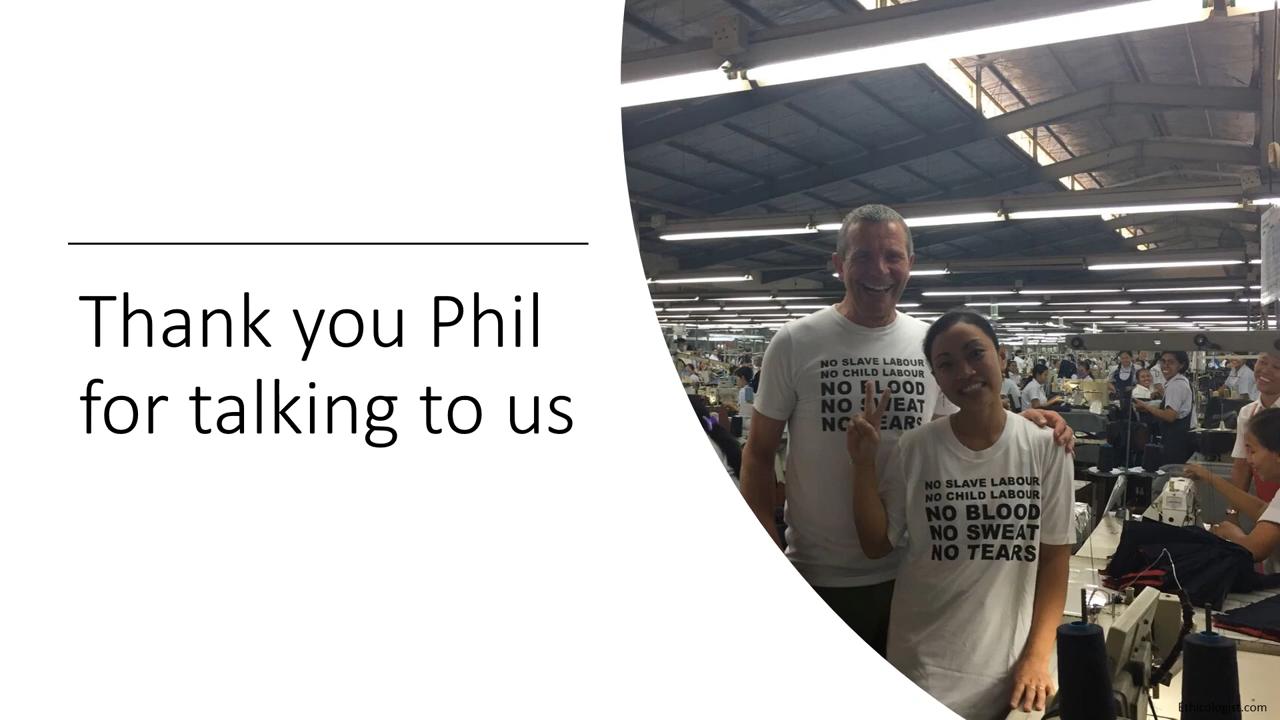 Thank you Phil
for talking to us
NO SLAVE LABOUR
NO CHILD LABOUR
NO BLOOD
NO SWEAT
NO TEARS
NO SLAVE LABOUR
NO CHILD LABOUR
NO BLOOD
NO SWEAT
NO TEARS
Ethicologist.com